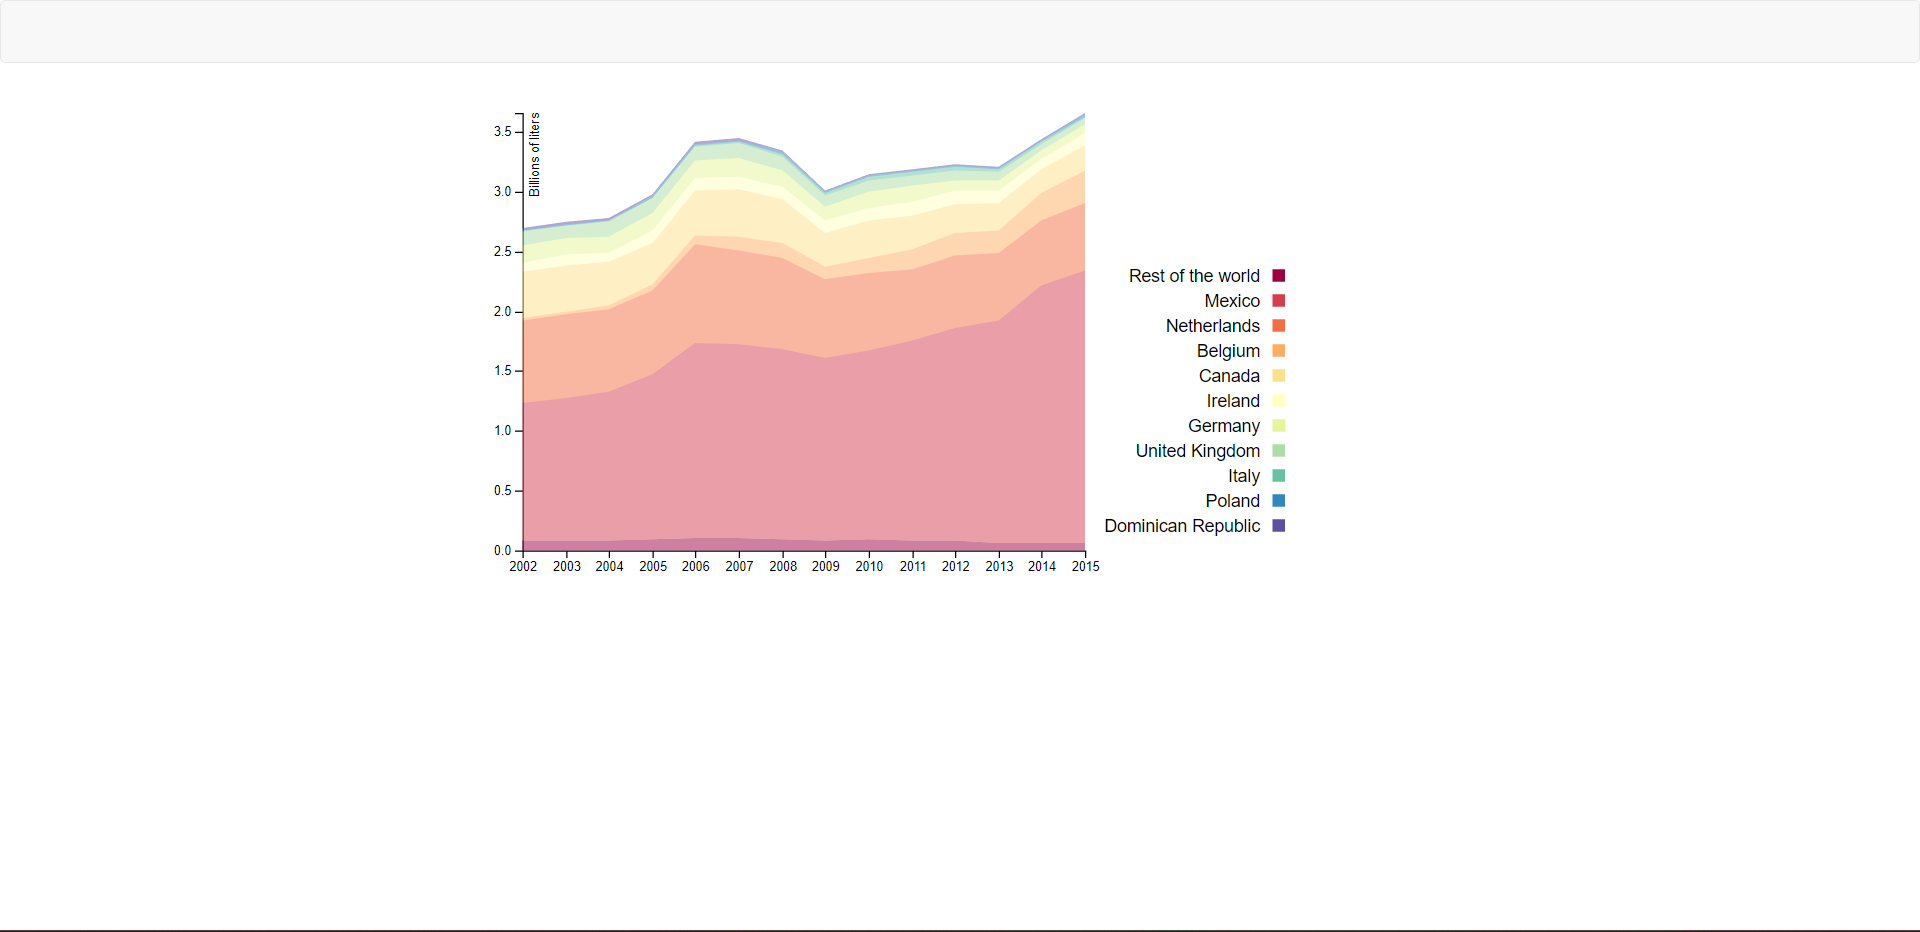 Billions of liters
3.5
3.0
2.5
2.0
1.5
1.0
0.5
0.0
2002 2003 2004 2005 2006 2007 2008 2009 2010 2011 2012 2013 2014 2015
Rest of the world
Mexico
Netherlands
Belgium
Canada
Ireland
Germany
United Kingdom
Italy
Poland
Dominican Republic